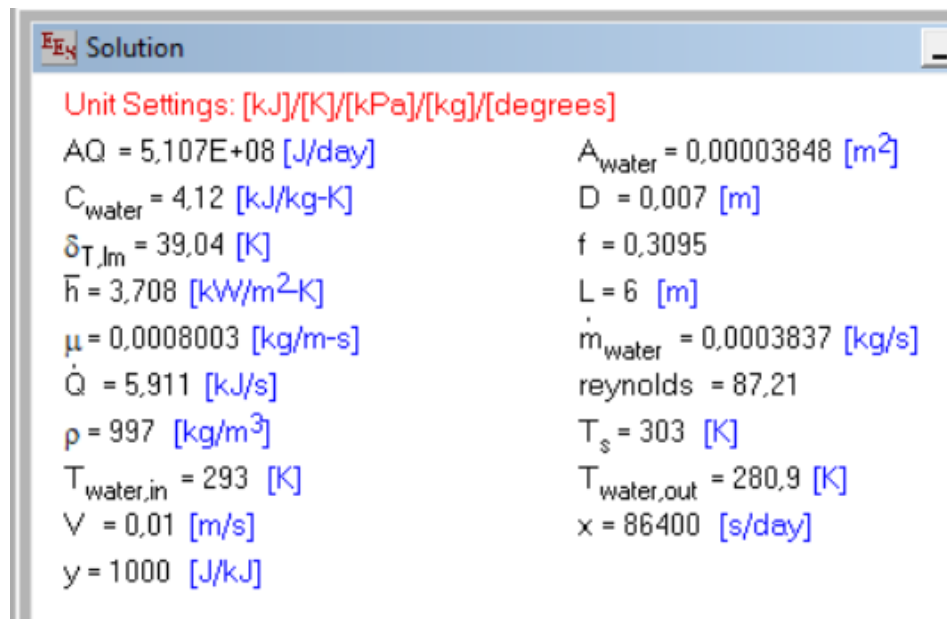 EES Solution
Unit Settings: [kJ]/[K]/[kPa]/[kg]/[degrees]
AQ = 5,107E+08 [J/day] A_water = 0,00003848 [m²]
C_water = 4,12 [kJ/kg-K] D = 0,007 [m]
δ_T,lm = 39,04 [K] f = 0,3095
h̅ = 3,708 [kW/m²-K] L = 6 [m]
μ = 0,0008003 [kg/m-s] ṁ_water = 0,0003837 [kg/s]
Q̇ = 5,911 [kJ/s] reynolds = 87,21
ρ = 997 [kg/m³] T_s = 303 [K]
T_water,in = 293 [K] T_water,out = 280,9 [K]
V = 0,01 [m/s] x = 86400 [s/day]
y = 1000 [J/kJ]